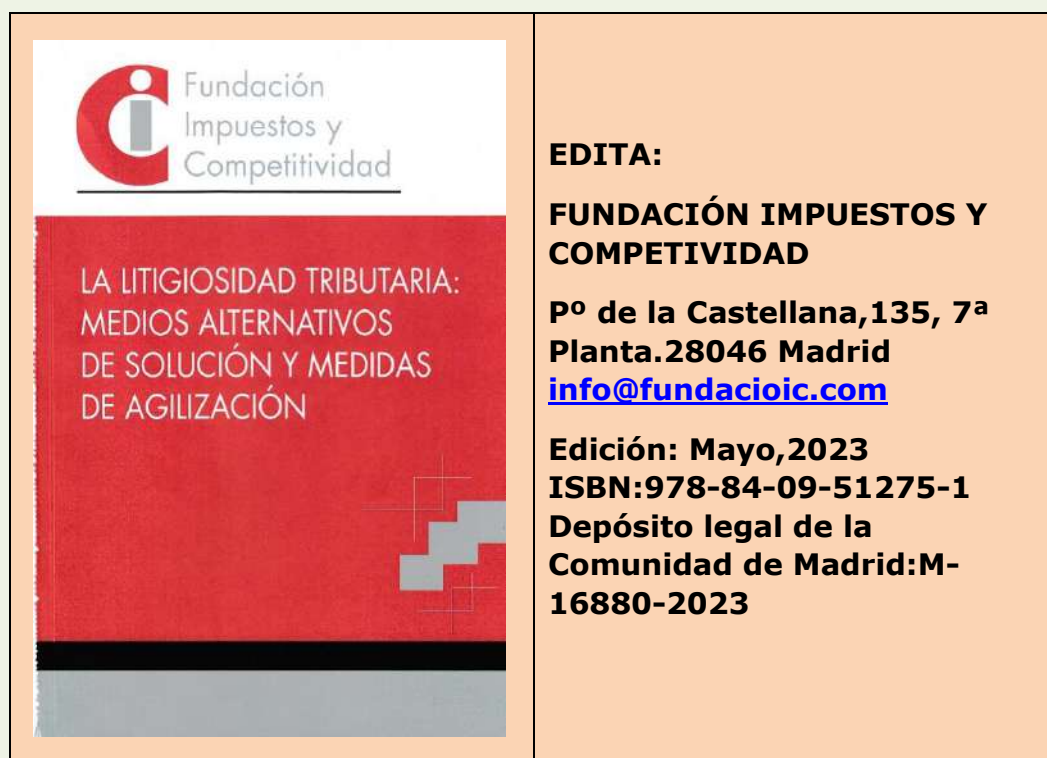 Fundación
Impuestos y
Competitividad
LA LITIGIOSIDAD TRIBUTARIA:
MEDIOS ALTERNATIVOS
DE SOLUCIÓN Y MEDIDAS
DE AGILIZACIÓN
EDITA:
FUNDACIÓN IMPUESTOS Y
COMPETIVIDAD
Pº de la Castellana,135, 7ª
Planta.28046 Madrid
info@fundacioic.com
Edición: Mayo,2023
ISBN:978-84-09-51275-1
Depósito legal de la
Comunidad de Madrid:M-
16880-2023